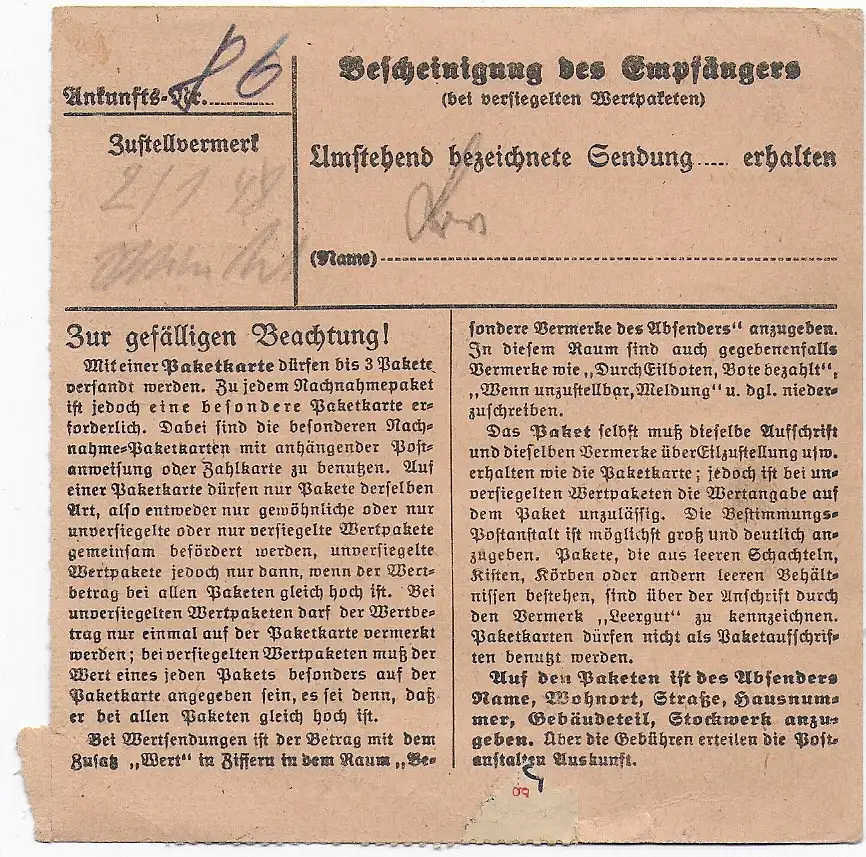 86
Ankunfts-Nr.
Zustellvermerk
Bescheinigung des Empfängers
(bei versiegelten Wertpaketen)
Umstehend bezeichnete Sendung.... erhalten
(Name)
Zur gefälligen Beachtung!
Mit einer Paketkarte dürfen bis 3 Pakete
versandt werden. Zu jedem Nachnahmepaket
ist jedoch eine besondere Paketkarte er-
forderlich. Dabei sind die besonderen Nach-
nahme-Paketkarten mit anhängender Post-
anweisung oder Zahlkarte zu benutzen. Auf
einer Paketkarte dürfen nur Pakete derselben
Art, also entweder nur gewöhnliche oder nur
unversiegelte oder nur versiegelte Wertpakete
gemeinsam befördert werden, unversiegelte
Wertpakete jedoch nur dann, wenn der Wert-
betrag bei allen Paketen gleich hoch ist. Bei
unversiegelten Wertpaketen darf der Wertbe-
trag nur einmal auf der Paketkarte vermerkt
werden; bei versiegelten Wertpaketen muß der
Wert eines jeden Pakets besonders auf der
Paketkarte angegeben sein, es sei denn, daß
er bei allen Paketen gleich hoch ist.
Bei Wertsendungen ist der Betrag mit dem
Zusatz „Wert" in Ziffern in dem Raum „Be-
sondere Vermerke des Absenders" anzugeben.
In diesem Raum sind auch gegebenenfalls
Vermerke wie „Durch Eilboten, Bote bezahlt",
„Wenn unzustellbar, Meldung" u. dgl. nieder-
zuschreiben.
Das Paket selbst muß dieselbe Aufschrift
und dieselben Vermerke über Eilzustellung usw.
erhalten wie die Paketkarte; jedoch ist bei un-
versiegelten Wertpaketen die Wertangabe auf
dem Paket unzulässig. Die Bestimmungs-
Postanstalt ist möglichst groß und deutlich an-
zugeben. Pakete, die aus leeren Schachteln,
Kisten, Körben oder andern leeren Behält-
nissen bestehen, sind über der Anschrift durch
den Vermerk „Leergut" zu kennzeichnen.
Paketkarten dürfen nicht als Paketaufschrif-
ten benutzt werden.
Auf den Paketen ist des Absenders
Name, Wohnort, Straße, Hausnum-
mer, Gebäudeteil, Stockwerk anzu-
geben. Über die Gebühren erteilen die Post-
anstalten Auskunft.